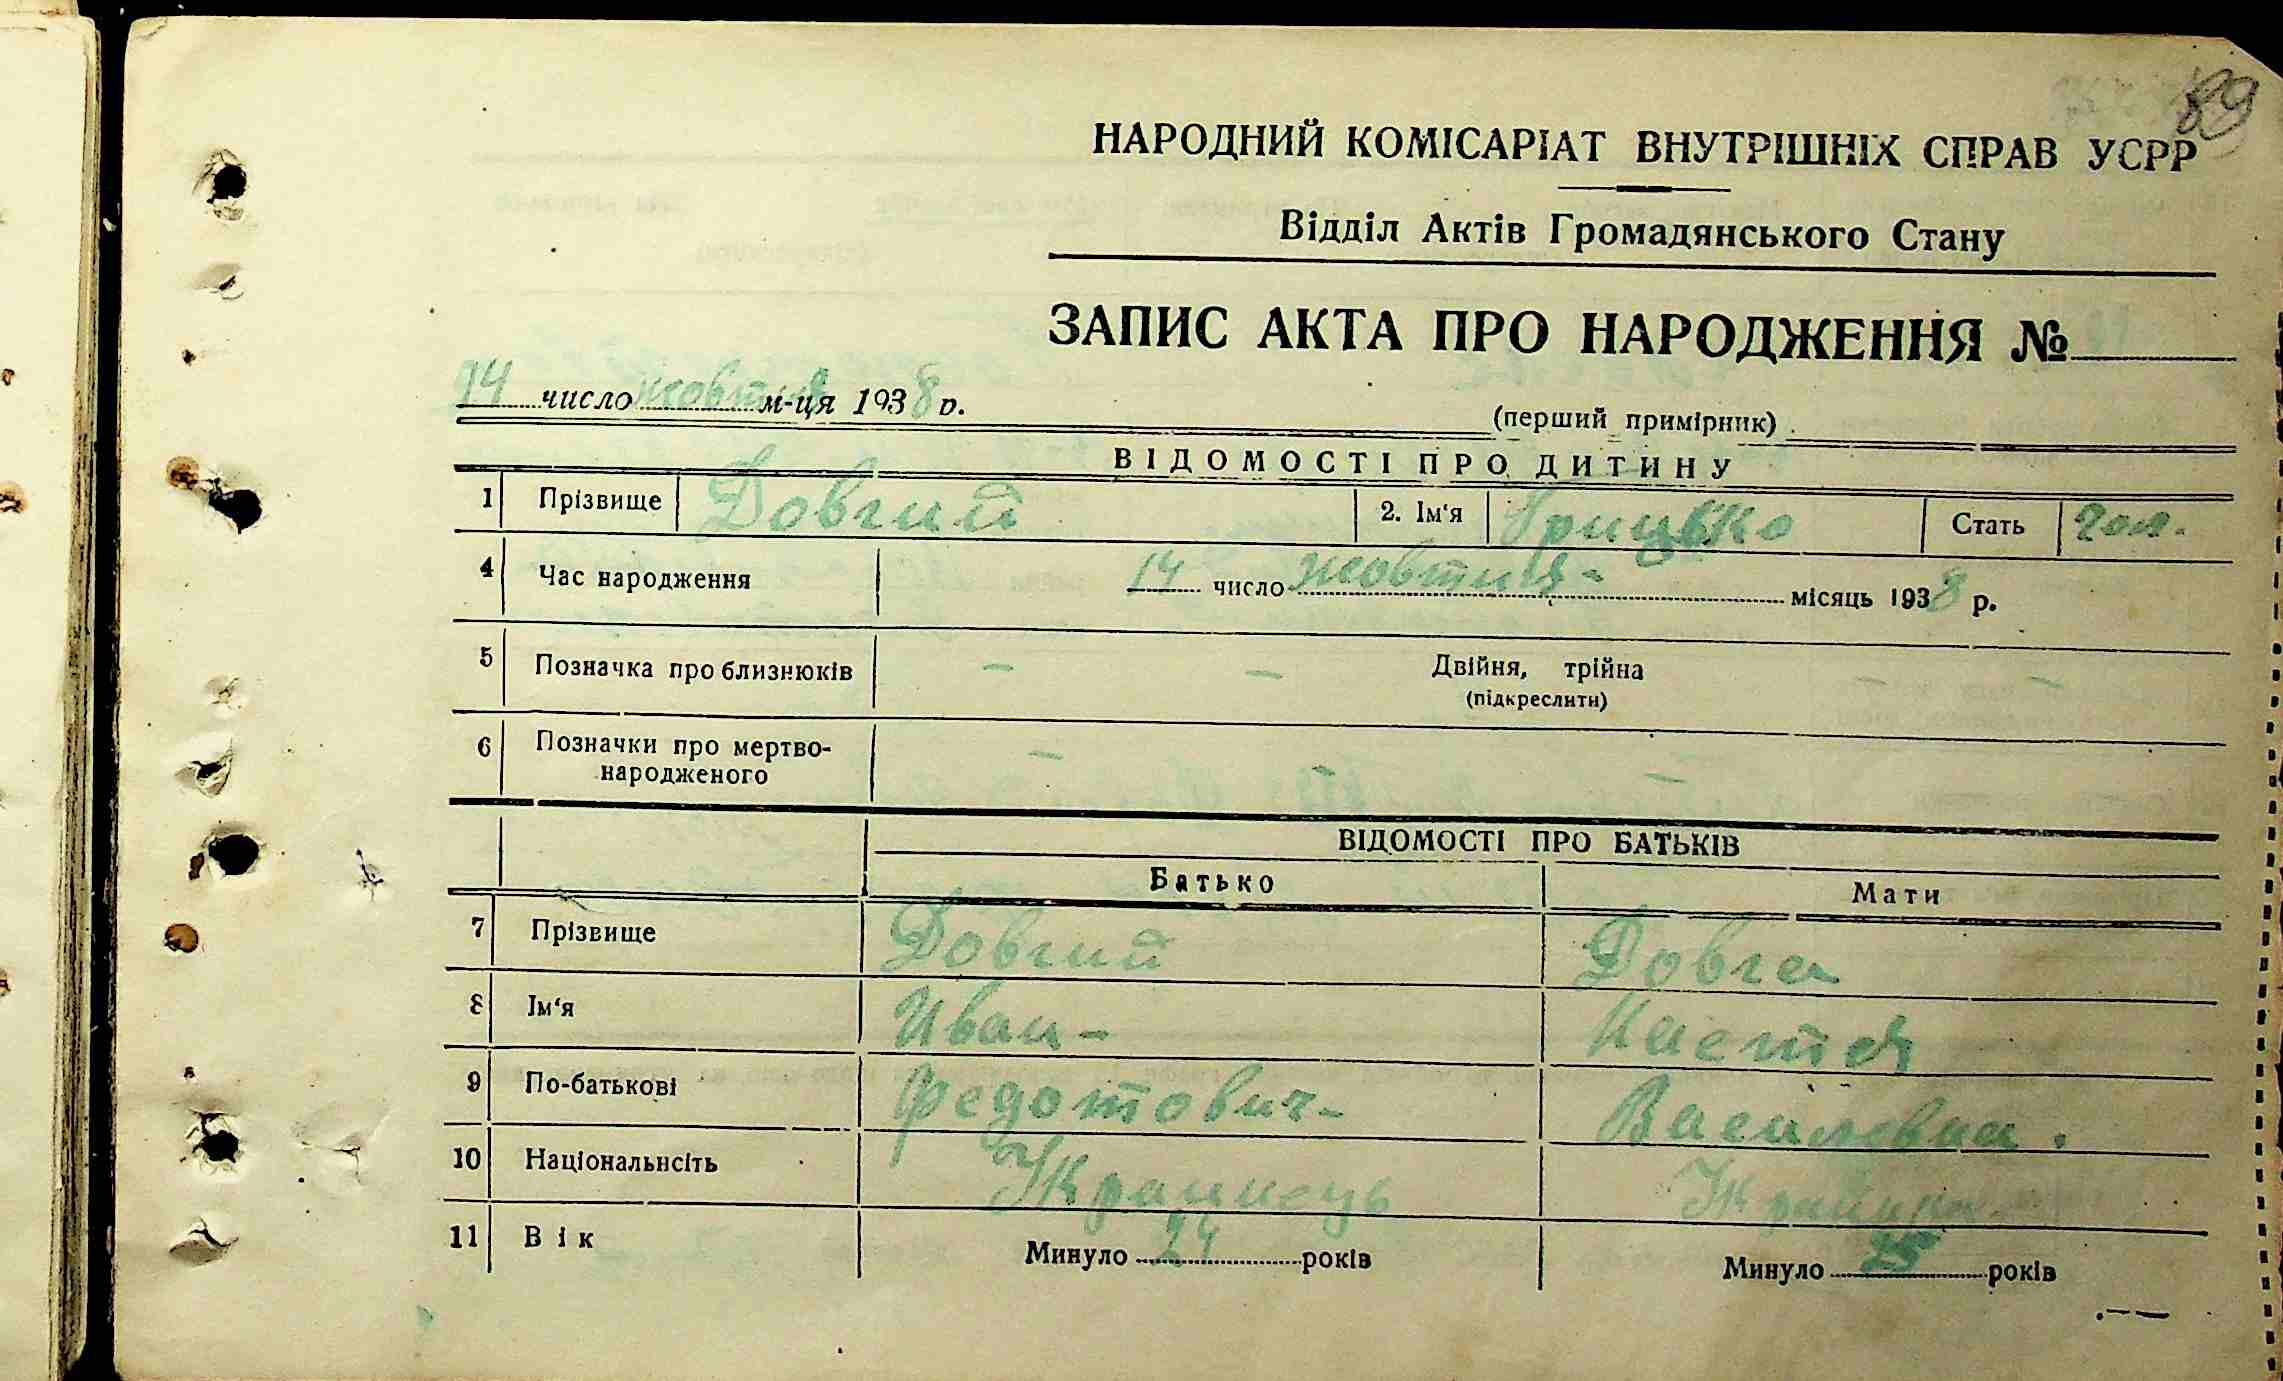 89
НАРОДНИЙ КОМІСАРІАТ ВНУТРІШНІХ СПРАВ УСРР
Відділ Актів Громадянського Стану
ЗАПИС АКТА ПРО НАРОДЖЕННЯ №
14 число жовтня м-ця 1938 р.
(перший примірник)
ВІДОМОСТІ ПРО ДИТИНУ
1 Прізвище Довгий 2. Ім'я Грицько Стать чол.
4 Час народження 14 число жовтня - місяць 1938 р.
5 Позначка про близнюків — — Двійня, трійна
(підкреслити)
6 Позначки про мертво-
народженого — — —
ВІДОМОСТІ ПРО БАТЬКІВ
Батько Мати
7 Прізвище Довгий Довга
8 Ім'я Иван - Настя
9 По-батькові Федотович - Василовна.
10 Національнсіть Украинець Украинка
11 Вік Минуло 24 років Минуло 25 років